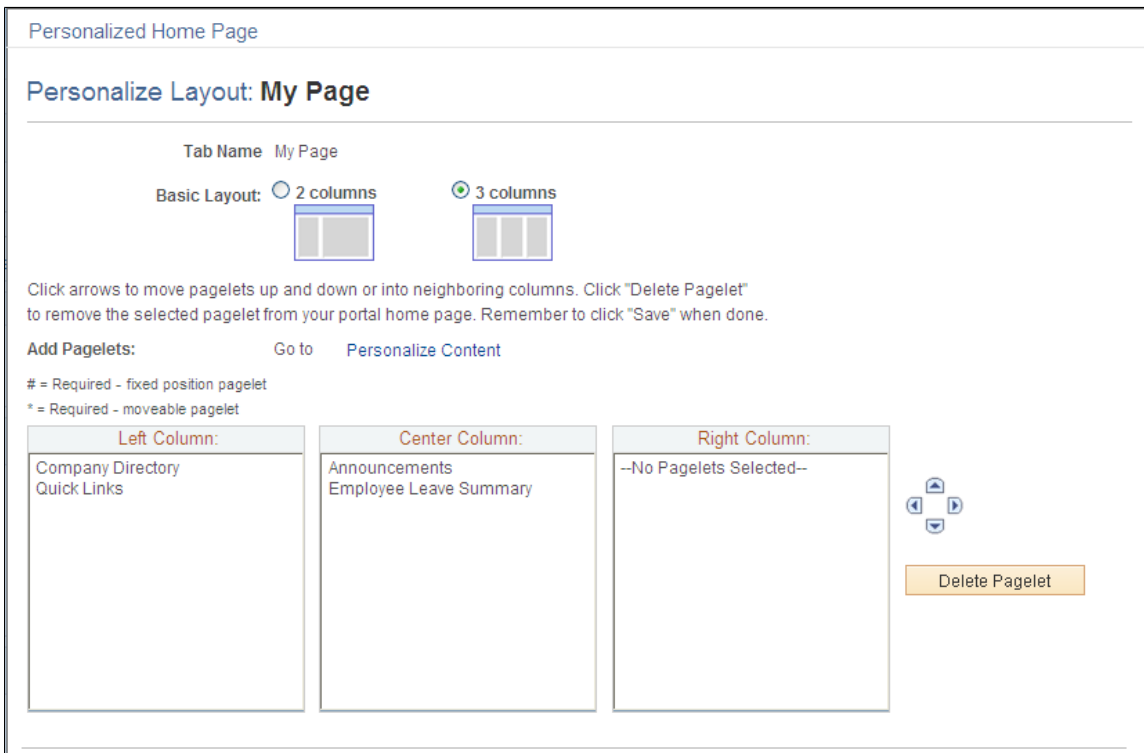 Personalized Home Page
Personalize Layout: My Page
Tab Name My Page
Basic Layout: 2 columns 3 columns
Click arrows to move pagelets up and down or into neighboring columns. Click "Delete Pagelet"
to remove the selected pagelet from your portal home page. Remember to click "Save" when done.
Add Pagelets: Go to Personalize Content
# = Required - fixed position pagelet
* = Required - moveable pagelet
Left Column: Center Column: Right Column:
Company Directory Announcements --No Pagelets Selected--
Quick Links Employee Leave Summary
Delete Pagelet